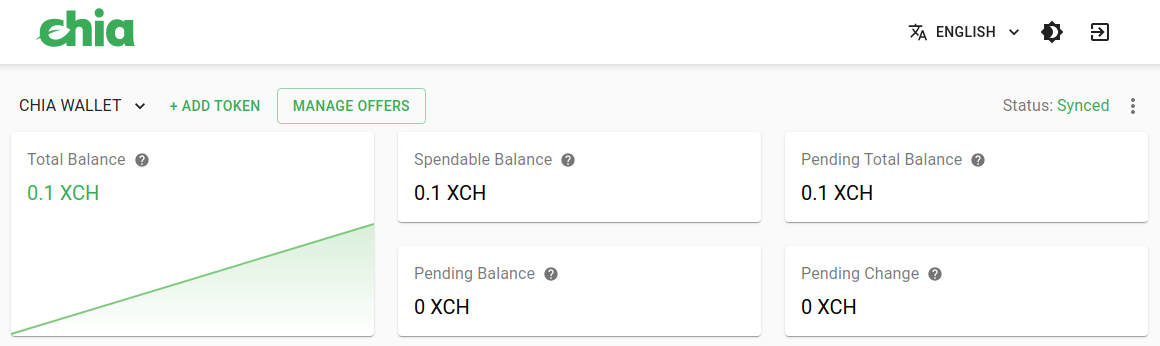 chia
ENGLISH
CHIA WALLET
+ ADD TOKEN
MANAGE OFFERS
Status: Synced
Total Balance
0.1 XCH
Spendable Balance
0.1 XCH
Pending Total Balance
0.1 XCH
Pending Balance
0 XCH
Pending Change
0 XCH